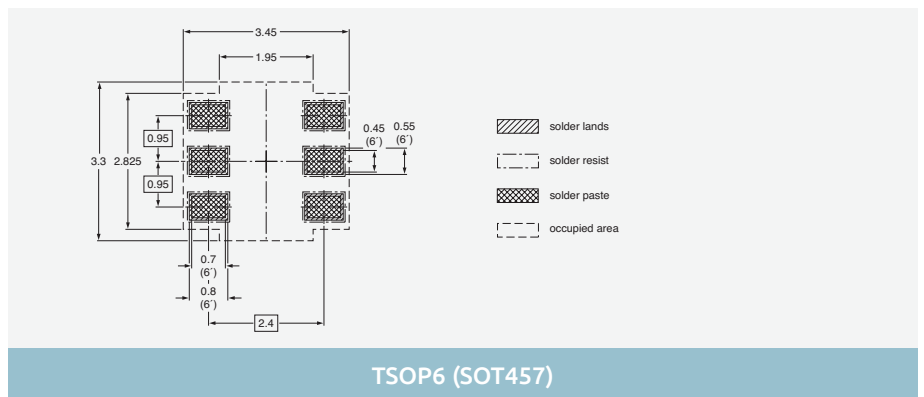 3.45
1.95
0.95
3.3 2.825
0.95
0.45
(6´)
0.55
(6´)
0.7
(6´)
0.8
(6´)
2.4
solder lands
solder resist
solder paste
occupied area
TSOP6 (SOT457)